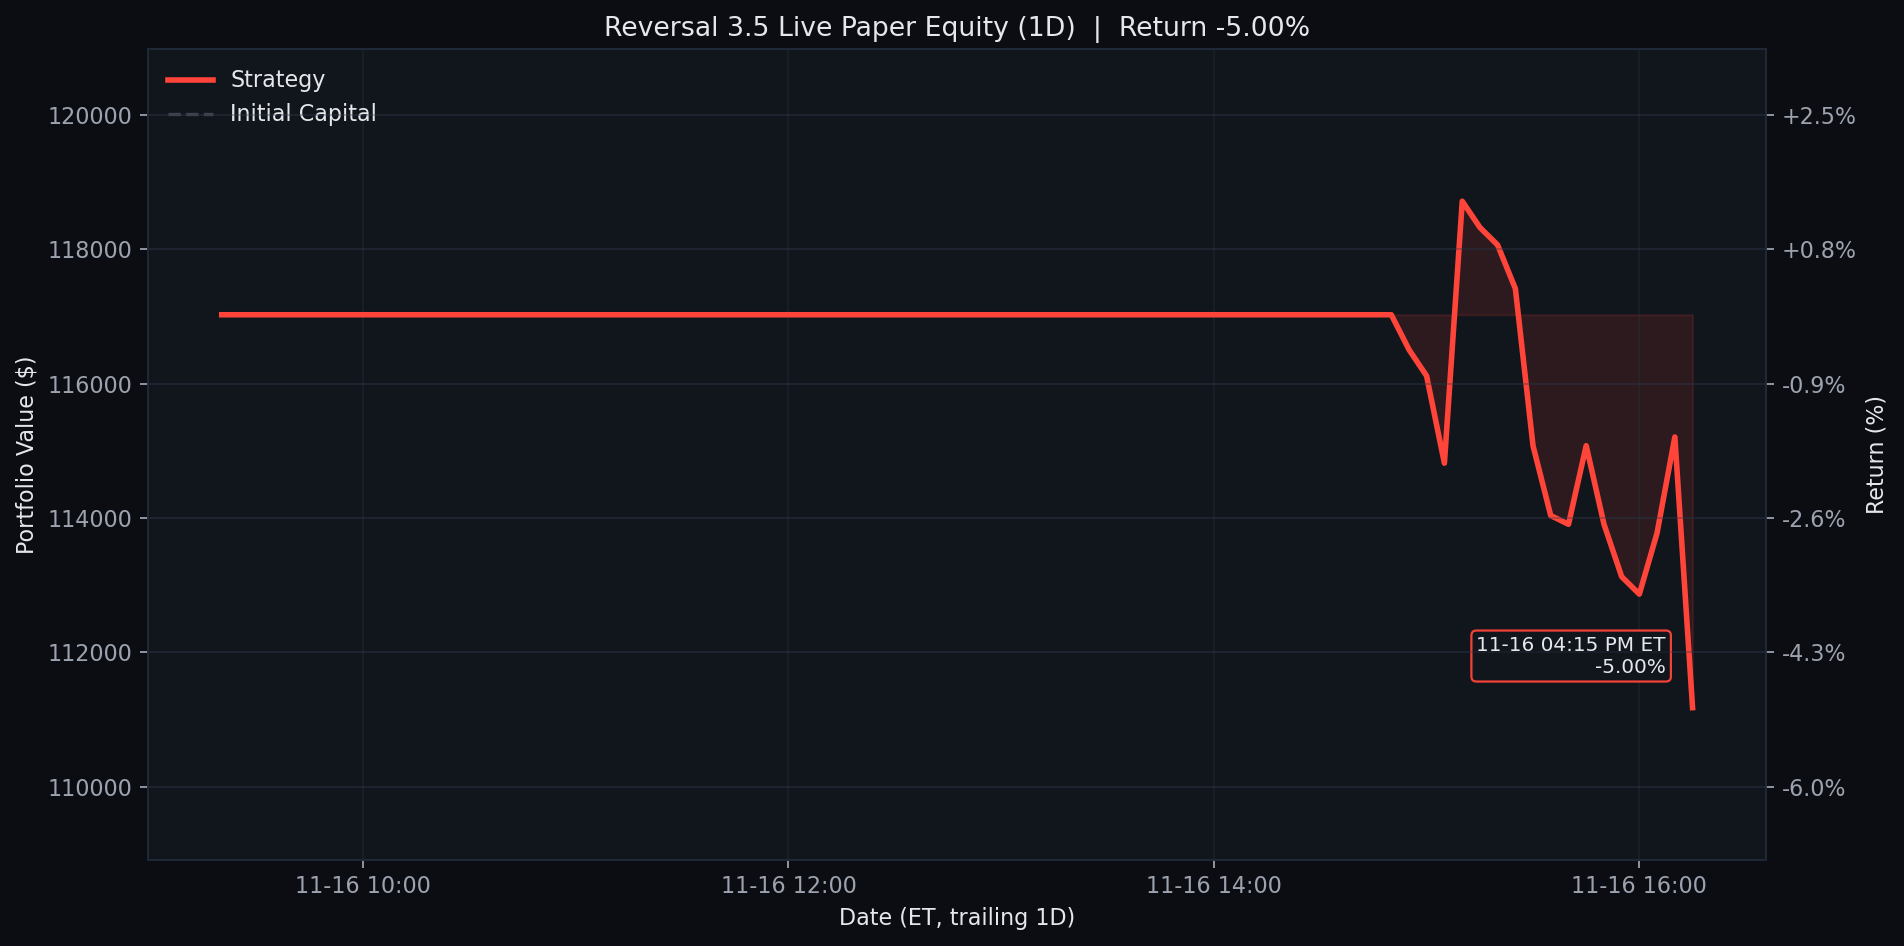 Reversal 3.5 Live Paper Equity (1D) | Return -5.00%
Strategy
Initial Capital
120000
118000
116000
114000
112000
110000
Portfolio Value ($)
+2.5%
+0.8%
-0.9%
-2.6%
-4.3%
-6.0%
Return (%)
11-16 04:15 PM ET
-5.00%
11-16 10:00
11-16 12:00
11-16 14:00
11-16 16:00
Date (ET, trailing 1D)